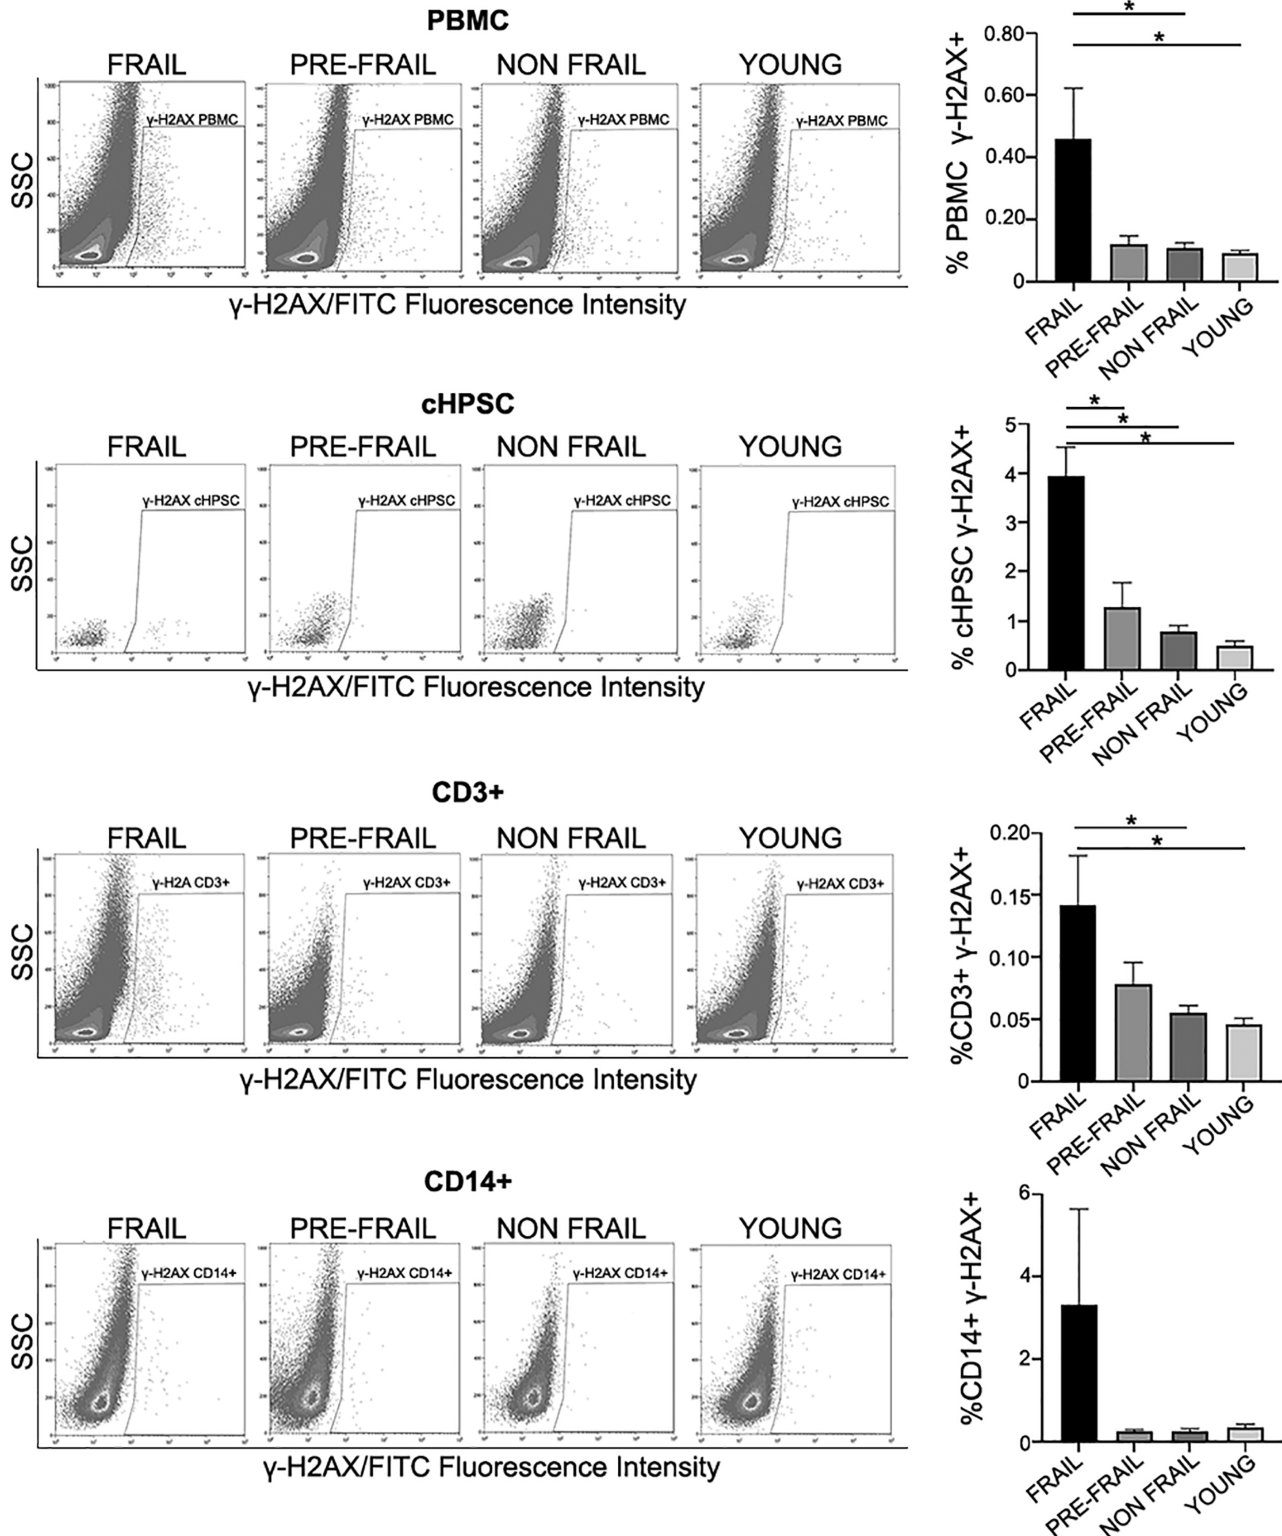 PBMC
FRAIL PRE-FRAIL NON FRAIL YOUNG
γ-H2AX PBMC γ-H2AX PBMC γ-H2AX PBMC γ-H2AX PBMC
SSC
γ-H2AX/FITC Fluorescence Intensity
% PBMC γ-H2AX+
* 
*
0.80
0.60
0.40
0.20
0
FRAIL PRE-FRAIL NON FRAIL YOUNG
cHPSC
FRAIL PRE-FRAIL NON FRAIL YOUNG
γ-H2AX cHPSC γ-H2AX cHPSC γ-H2AX cHPSC γ-H2AX cHPSC
SSC
γ-H2AX/FITC Fluorescence Intensity
% cHPSC γ-H2AX+
*
*
*
5
4
3
2
1
0
FRAIL PRE-FRAIL NON FRAIL YOUNG
CD3+
FRAIL PRE-FRAIL NON FRAIL YOUNG
γ-H2A CD3+ γ-H2AX CD3+ γ-H2AX CD3+ γ-H2AX CD3+
SSC
γ-H2AX/FITC Fluorescence Intensity
%CD3+ γ-H2AX+
*
*
0.20
0.15
0.10
0.05
0
FRAIL PRE-FRAIL NON FRAIL YOUNG
CD14+
FRAIL PRE-FRAIL NON FRAIL YOUNG
γ-H2AX CD14+ γ-H2AX CD14+ γ-H2AX CD14+ γ-H2AX CD14+
SSC
γ-H2AX/FITC Fluorescence Intensity
%CD14+ γ-H2AX+
6
4
2
0
FRAIL PRE-FRAIL NON FRAIL YOUNG